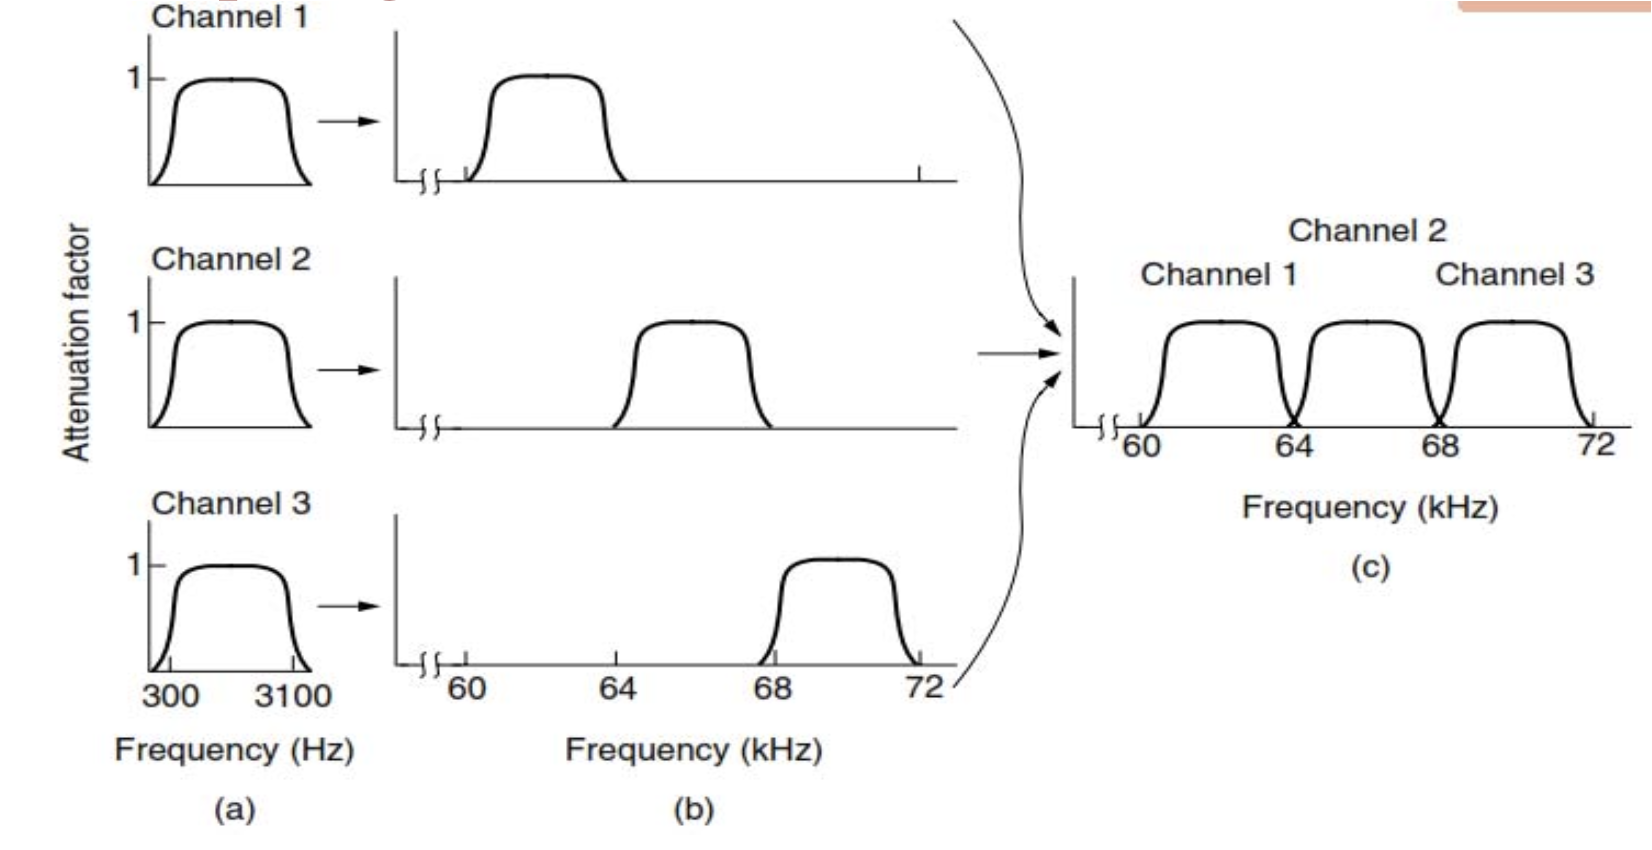 Channel 1
1
Attenuation factor
Channel 2
1
Channel 3
1
300 3100
Frequency (Hz)
(a)
60 64 68 72
Frequency (kHz)
(b)
Channel 2
Channel 1 Channel 3
60 64 68 72
Frequency (kHz)
(c)